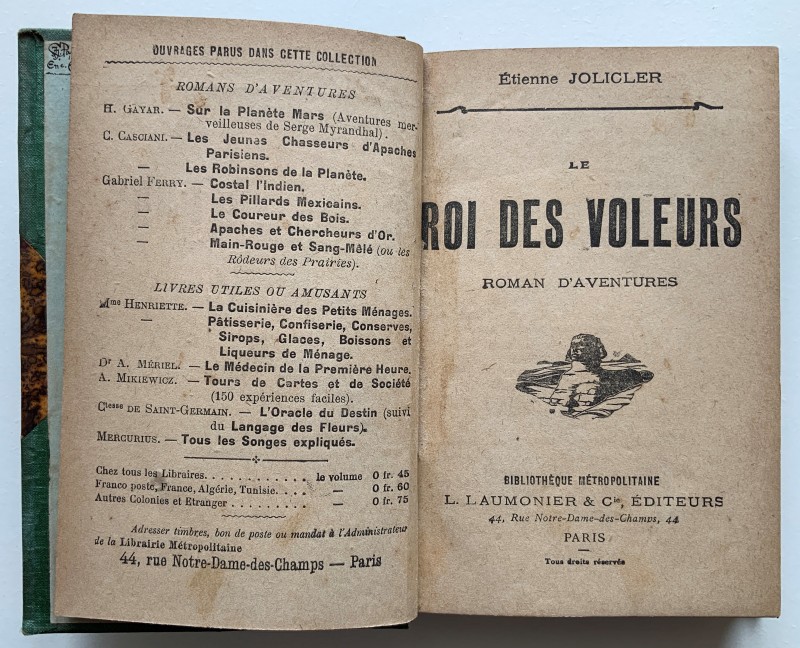 OUVRAGES PARUS DANS CETTE COLLECTION
ROMANS D'AVENTURES
H. GAYAR. — Sur la Planète Mars (Aventures mer-
veilleuses de Serge Myrandhal).
C. CASCIANI. — Les Jeunas Chasseurs d'Apaches
Parisiens.
— Les Robinsons de la Planète.
Gabriel FERRY. — Costal l'Indien.
— Les Pillards Mexicains.
— Le Coureur des Bois.
— Apaches et Chercheurs d'Or.
— Main-Rouge et Sang-Mêlé (ou les
Rôdeurs des Prairies).
LIVRES UTILES OU AMUSANTS
Mme HENRIETTE. — La Cuisinière des Petits Ménages.
— Pâtisserie, Confiserie, Conserves,
Sirops, Glaces, Boissons et
Liqueurs de Ménage.
Dr A. MÉRIEL. — Le Médecin de la Première Heure.
A. MIKIEWICZ. — Tours de Cartes et de Société
(150 expériences faciles).
Ctesse DE SAINT-GERMAIN. — L'Oracle du Destin (suivi
du Langage des Fleurs).
MERCURIUS. — Tous les Songes expliqués.
Chez tous les Libraires. . . . . . . . . . . . le volume 0 fr. 45
Franco poste, France, Algérie, Tunisie. . . . — 0 fr. 60
Autres Colonies et Etranger . . . . . . . . . — 0 fr. 75
Adresser timbres, bon de poste ou mandat à l'Administrateur
de la Librairie Métropolitaine
44, rue Notre-Dame-des-Champs — Paris
Étienne JOLICLER
LE
ROI DES VOLEURS
ROMAN D'AVENTURES
BIBLIOTHÈQUE MÉTROPOLITAINE
L. LAUMONIER & Cie, ÉDITEURS
44, Rue Notre-Dame-des-Champs, 44
PARIS
Tous droits réservés